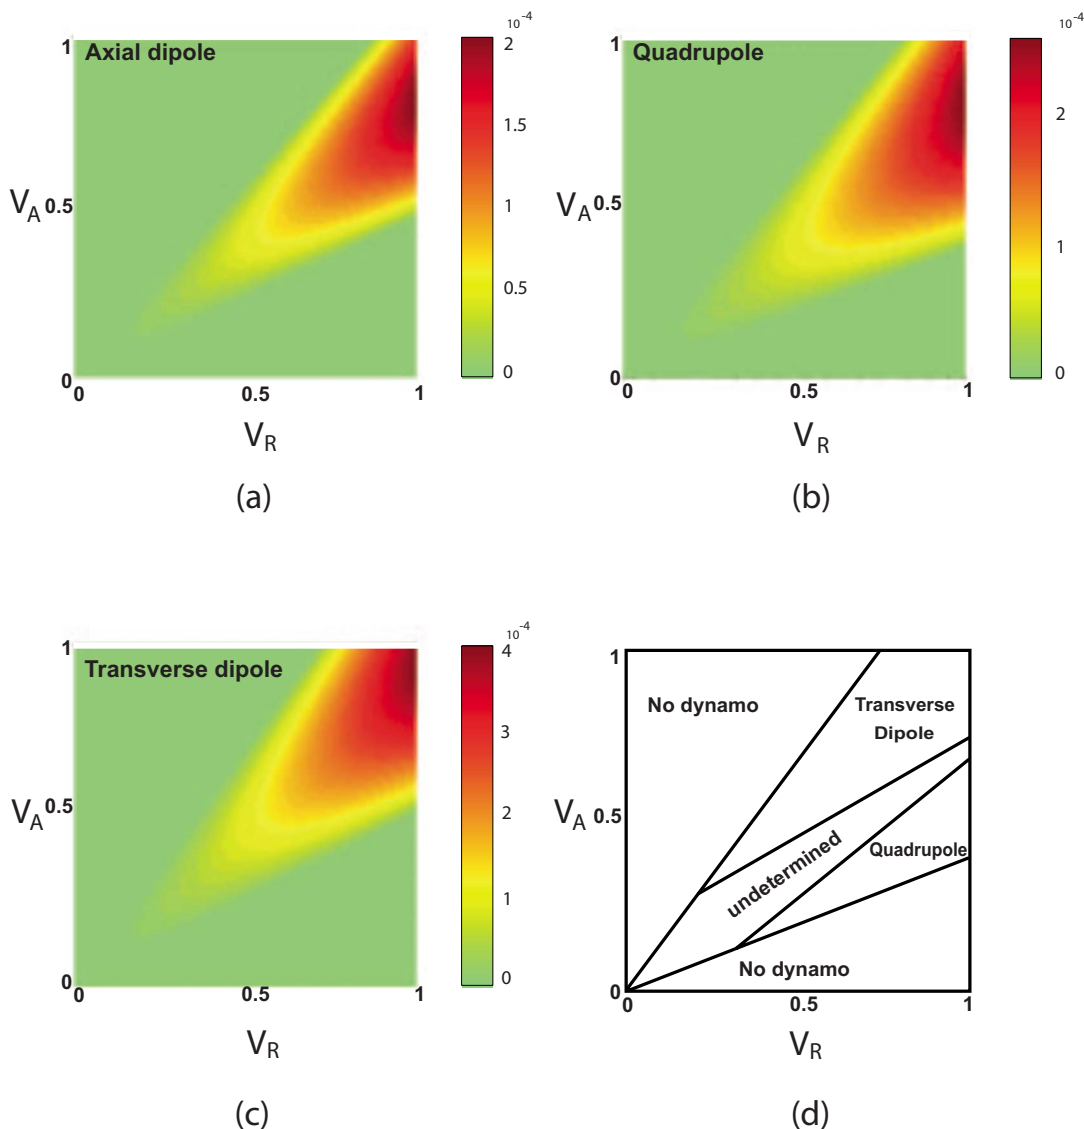 10⁻⁴
1 Axial dipole 2
1.5
V_A 0.5 1
0.5
0 0
0 0.5 1
V_R
(a)
10⁻⁴
1 Quadrupole
2
V_A 0.5
1
0 0
0 0.5 1
V_R
(b)
10⁻⁴
1 Transverse dipole 4
3
V_A 0.5 2
1
0 0
0 0.5 1
V_R
(c)
1
No dynamo Transverse
Dipole
V_A 0.5
undetermined Quadrupole
No dynamo
0
0 0.5 1
V_R
(d)